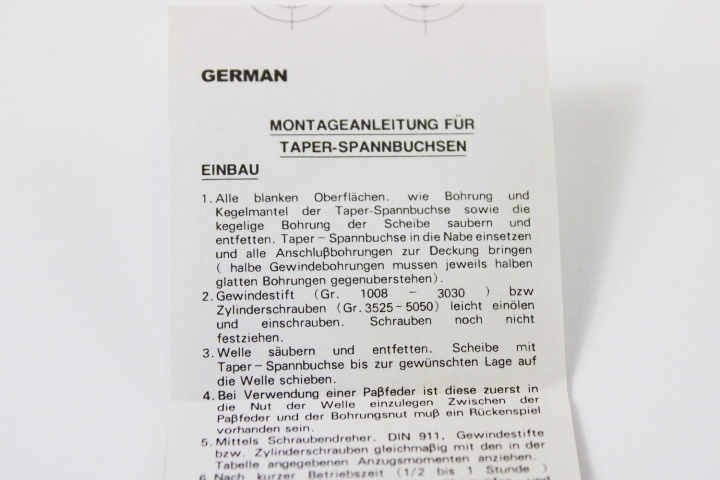 GERMAN
MONTAGEANLEITUNG FÜR
TAPER-SPANNBUCHSEN
EINBAU
1. Alle blanken Oberflächen. wie Bohrung und
Kegelmantel der Taper-Spannbuchse sowie die
kegelige Bohrung der Scheibe saubern und
entfetten. Taper – Spannbuchse in die Nabe einsetzen
und alle Anschlußbohrungen zur Deckung bringen
( halbe Gewindebohrungen mussen jeweils halben
glatten Bohrungen gegenuberstehen).
2. Gewindestift (Gr. 1008 – 3030 ) bzw
Zylinderschrauben (Gr. 3525 – 5050) leicht einölen
und einschrauben. Schrauben noch nicht
festziehen.
3. Welle säubern und entfetten. Scheibe mit
Taper – Spannbuchse bis zur gewünschten Lage auf
die Welle schieben.
4. Bei Verwendung einer Paßfeder ist diese zuerst in
die Nut der Welle einzulegen Zwischen der
Paßfeder und der Bohrungsnut muß ein Rückenspiel
vorhanden sein.
5. Mittels Schraubendreher. DIN 911, Gewindestifte
bzw. Zylinderschrauben gleichmaßig mit den in der
Tabelle angegebenen Anzugsmomenten anziehen.
6. Nach kurzer Betriebszeit (1/2 bis 1 Stunde )